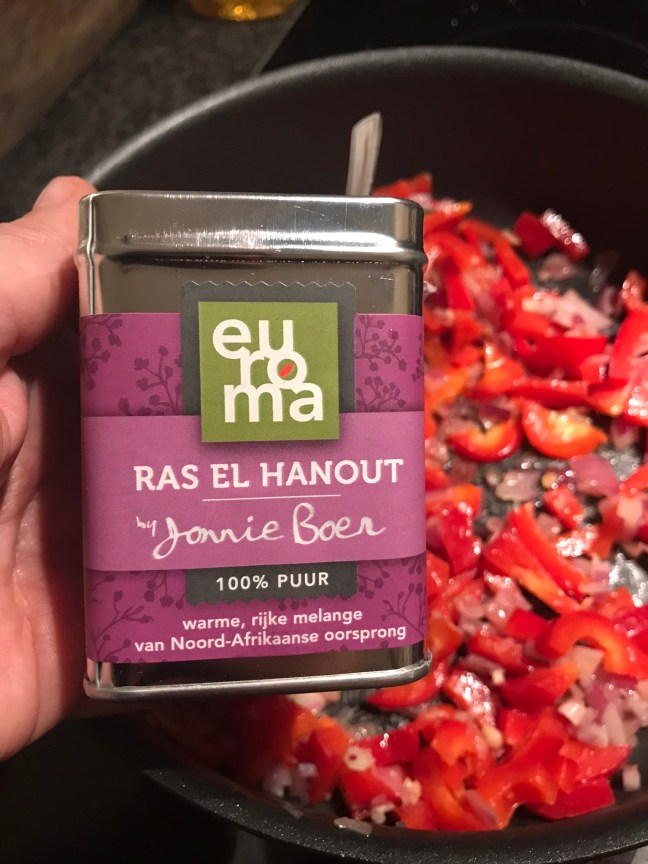 eu
ro
ma
RAS EL HANOUT
by Jonnie Boer
100% PUUR
warme, rijke melange
van Noord-Afrikaanse oorsprong